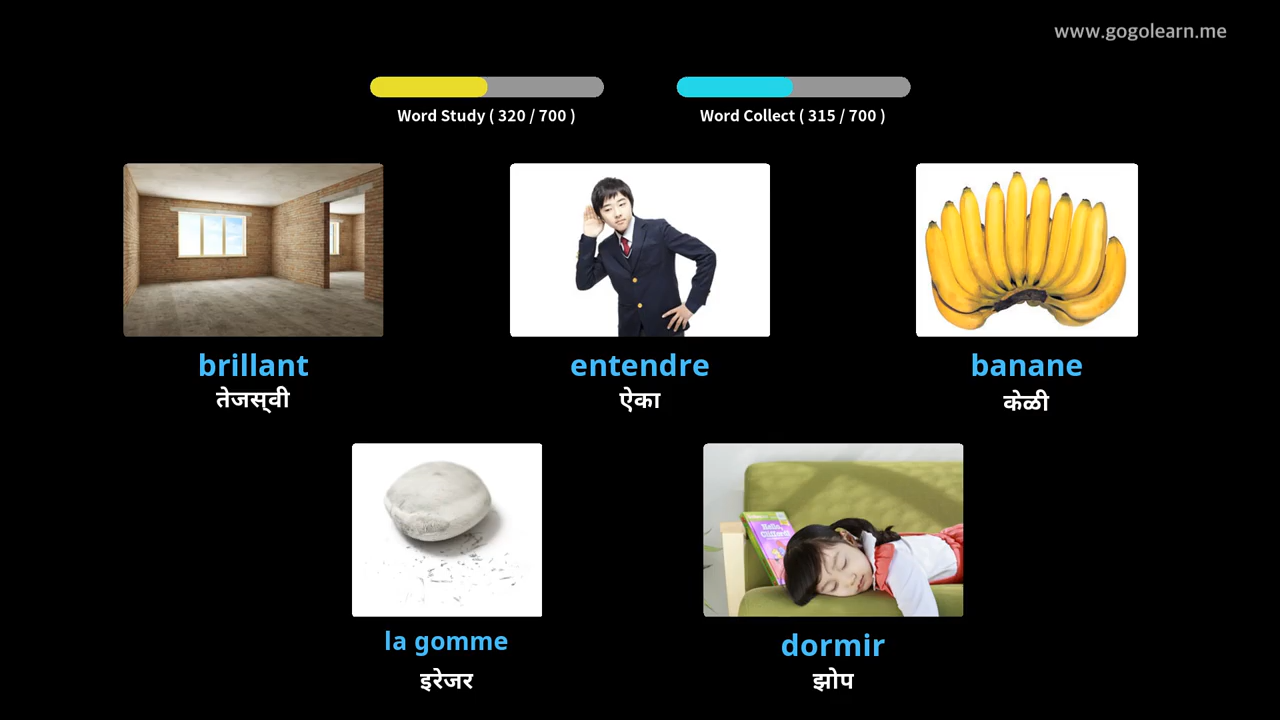 www.gogolearn.me
Word Study ( 320 / 700 )
Word Collect ( 315 / 700 )
brillant
तेजस्‌वी
entendre
ऐका
banane
केळी
la gomme
इरेजर
dormir
झोप